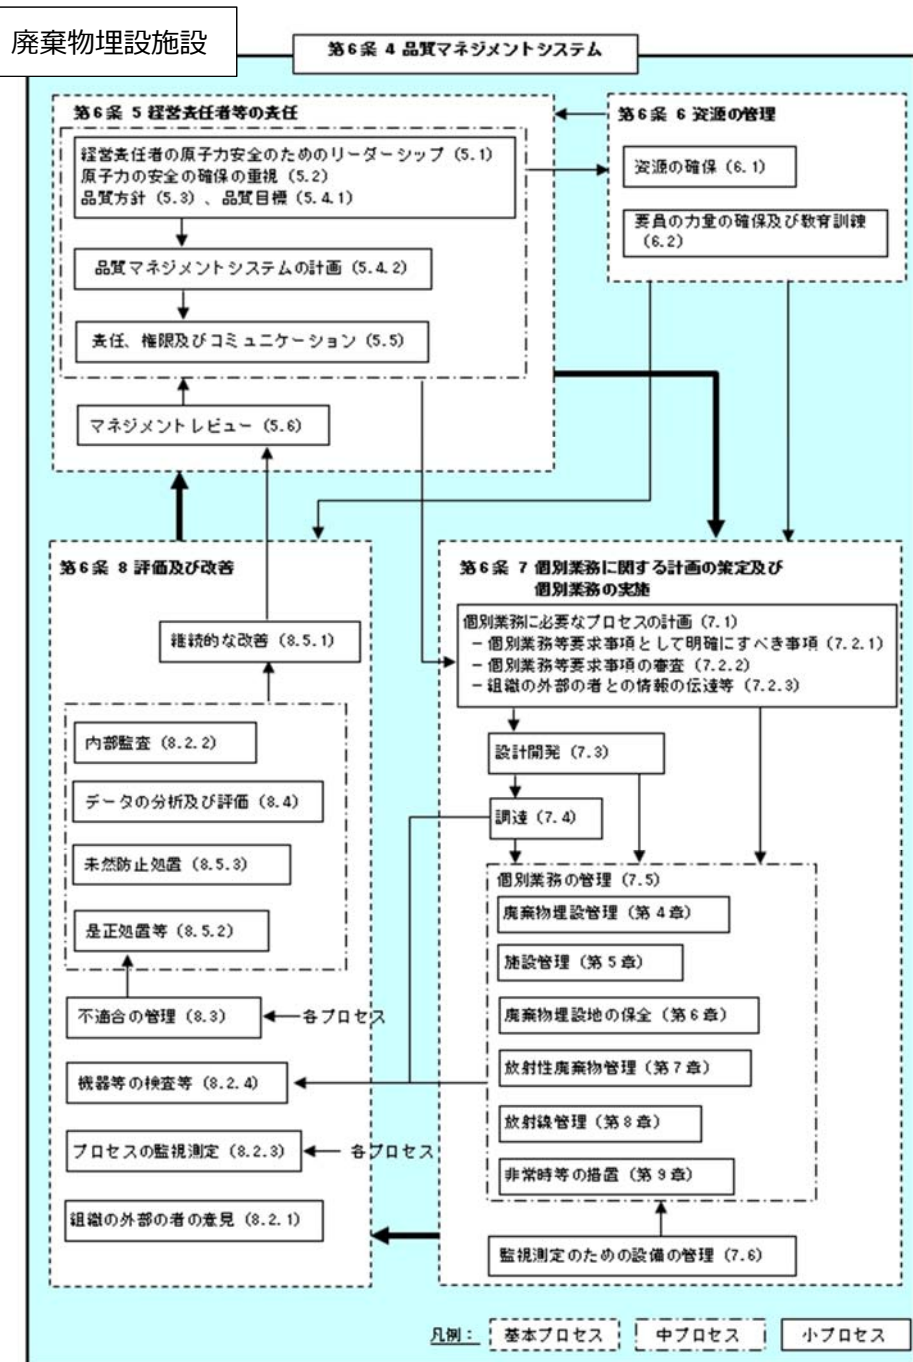 廃棄物埋設施設
第6条 4 品質マネジメントシステム
第6条 5 経営責任者等の責任
経営責任者の原子力安全のためのリーダーシップ (5.1)
原子力の安全の確保の重視 (5.2)
品質方針 (5.3) 、品質目標 (5.4.1)
品質マネジメントシステムの計画 (5.4.2)
責任、権限及びコミュニケーション (5.5)
マネジメントレビュー (5.6)
第6条 6 資源の管理
資源の確保 (6.1)
要員の力量の確保及び教育訓練
(6.2)
第6条 8 評価及び改善
継続的な改善 (8.5.1)
内部監査 (8.2.2)
データの分析及び評価 (8.4)
未然防止処置 (8.5.3)
是正処置等 (8.5.2)
不適合の管理 (8.3)
各プロセス
機器等の検査等 (8.2.4)
プロセスの監視測定 (8.2.3)
各プロセス
組織の外部の者の意見 (8.2.1)
第6条 7 個別業務に関する計画の策定及び
個別業務の実施
個別業務に必要なプロセスの計画 (7.1)
－個別業務等要求事項として明確にすべき事項 (7.2.1)
－個別業務等要求事項の審査 (7.2.2)
－組織の外部の者との情報の伝達等 (7.2.3)
設計開発 (7.3)
調達 (7.4)
個別業務の管理 (7.5)
廃棄物埋設管理 (第4章)
施設管理 (第5章)
廃棄物埋設地の保全 (第6章)
放射性廃棄物管理 (第7章)
放射線管理 (第8章)
非常時等の措置 (第9章)
監視測定のための設備の管理 (7.6)
凡例： 基本プロセス 中プロセス 小プロセス